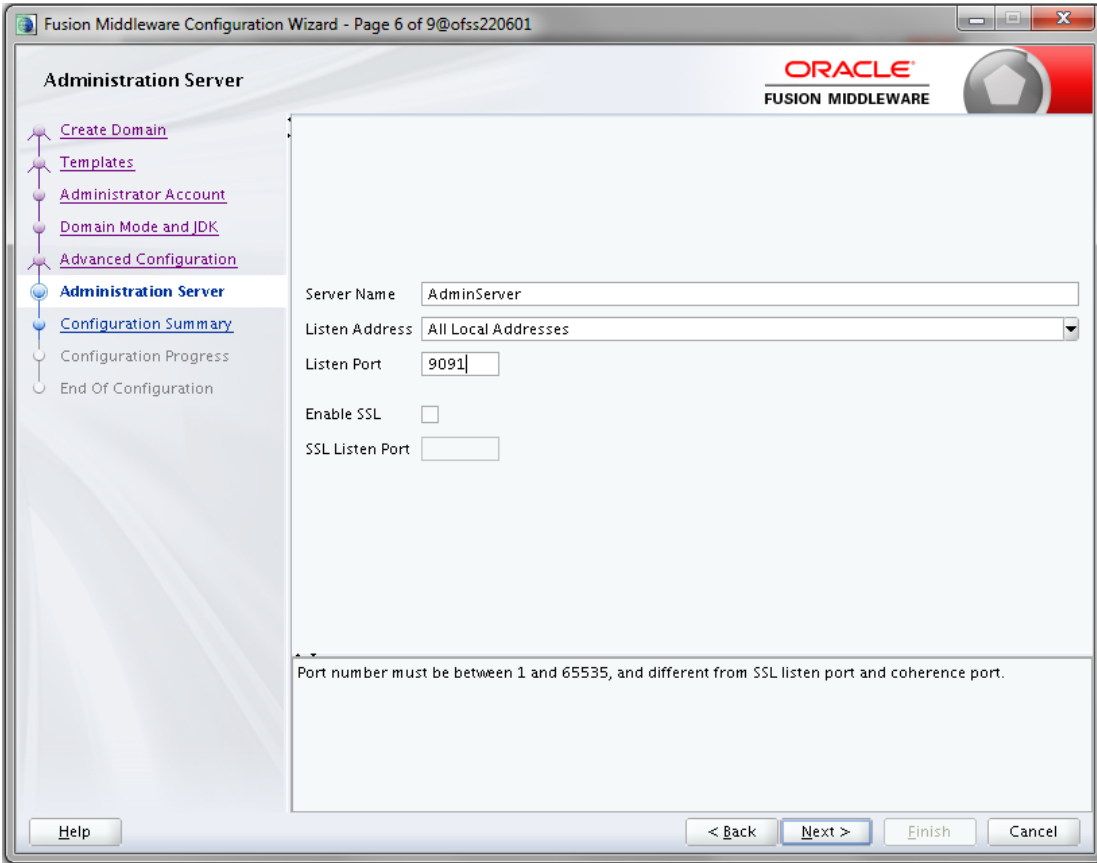 Fusion Middleware Configuration Wizard - Page 6 of 9@ofss220601
Administration Server
ORACLE
FUSION MIDDLEWARE
Create Domain
Templates
Administrator Account
Domain Mode and JDK
Advanced Configuration
Administration Server
Configuration Summary
Configuration Progress
End Of Configuration
Server Name AdminServer
Listen Address All Local Addresses
Listen Port 9091
Enable SSL
SSL Listen Port
Port number must be between 1 and 65535, and different from SSL listen port and coherence port.
Help < Back Next > Finish Cancel